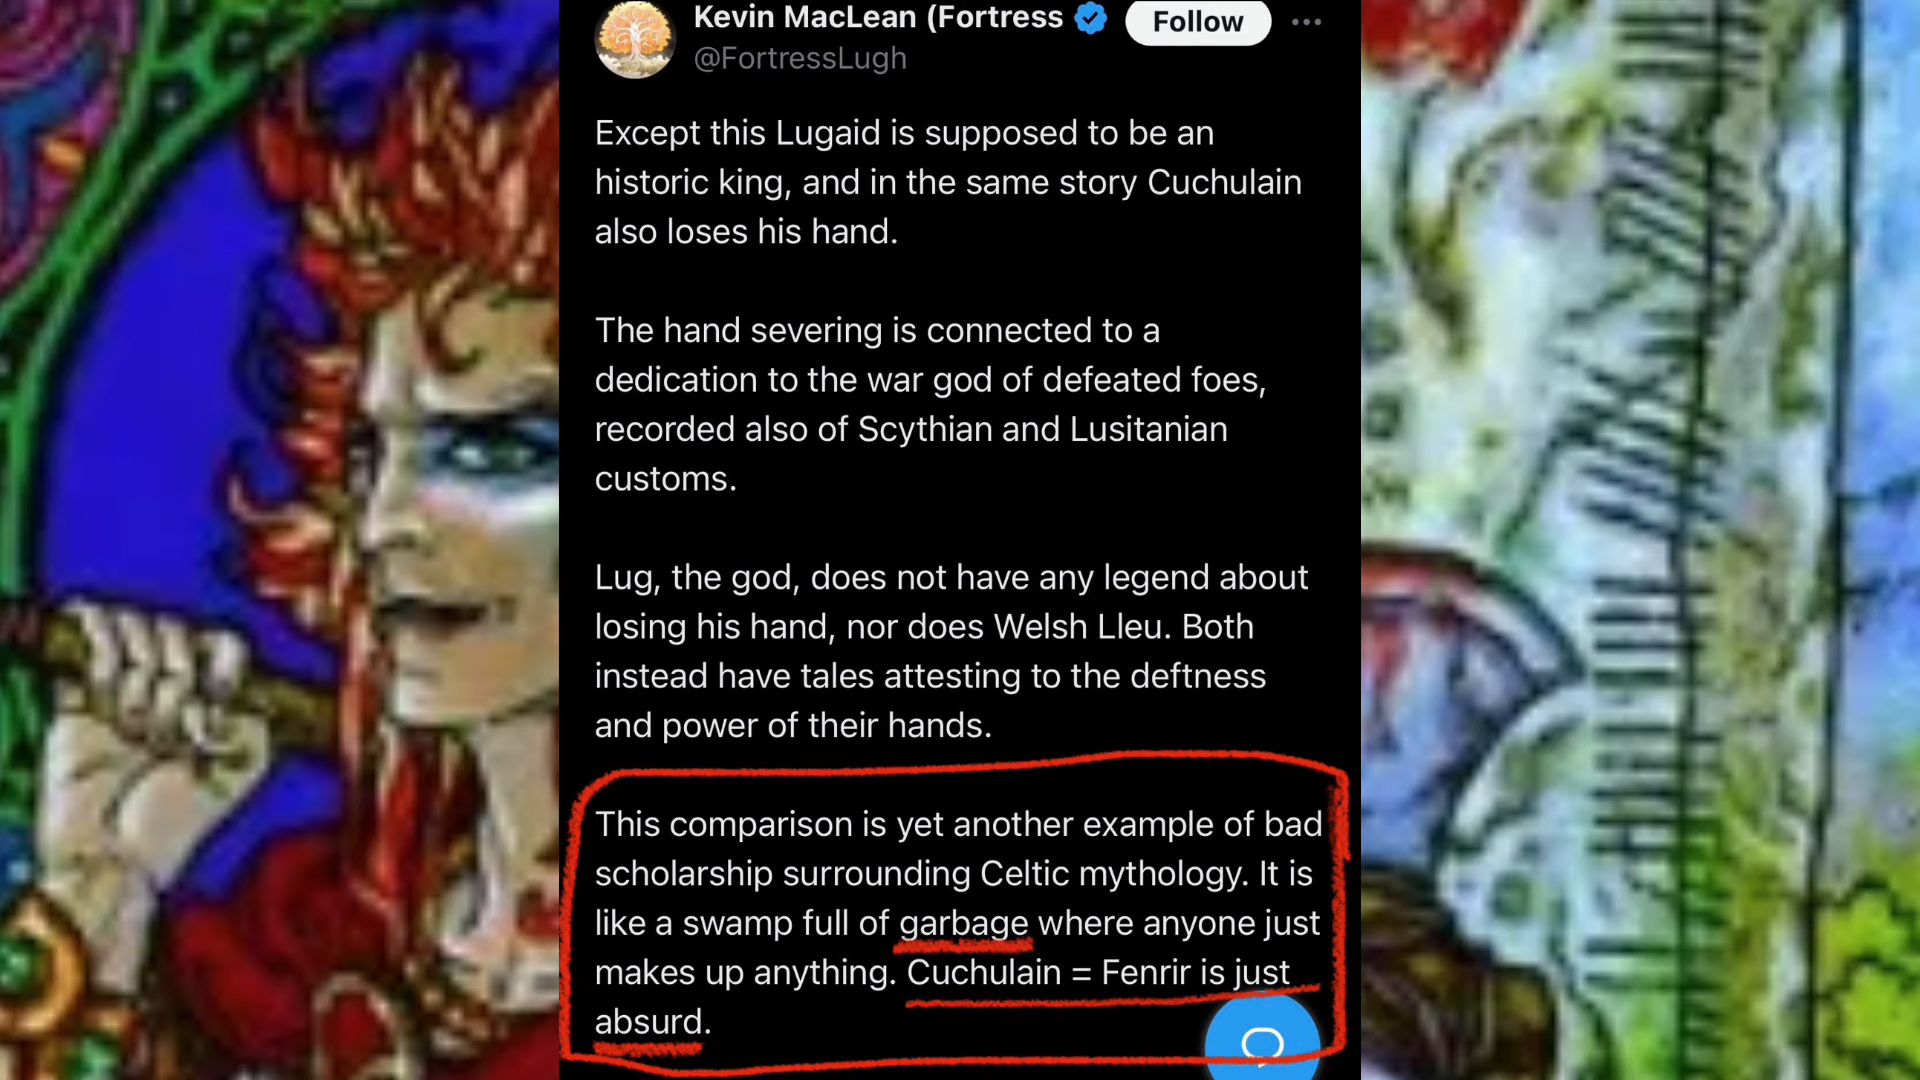 Kevin MacLean (Fortress
Follow
@FortressLugh
Except this Lugaid is supposed to be an
historic king, and in the same story Cuchulain
also loses his hand.
The hand severing is connected to a
dedication to the war god of defeated foes,
recorded also of Scythian and Lusitanian
customs.
Lug, the god, does not have any legend about
losing his hand, nor does Welsh Lleu. Both
instead have tales attesting to the deftness
and power of their hands.
This comparison is yet another example of bad
scholarship surrounding Celtic mythology. It is
like a swamp full of garbage where anyone just
makes up anything. Cuchulain = Fenrir is just
absurd.